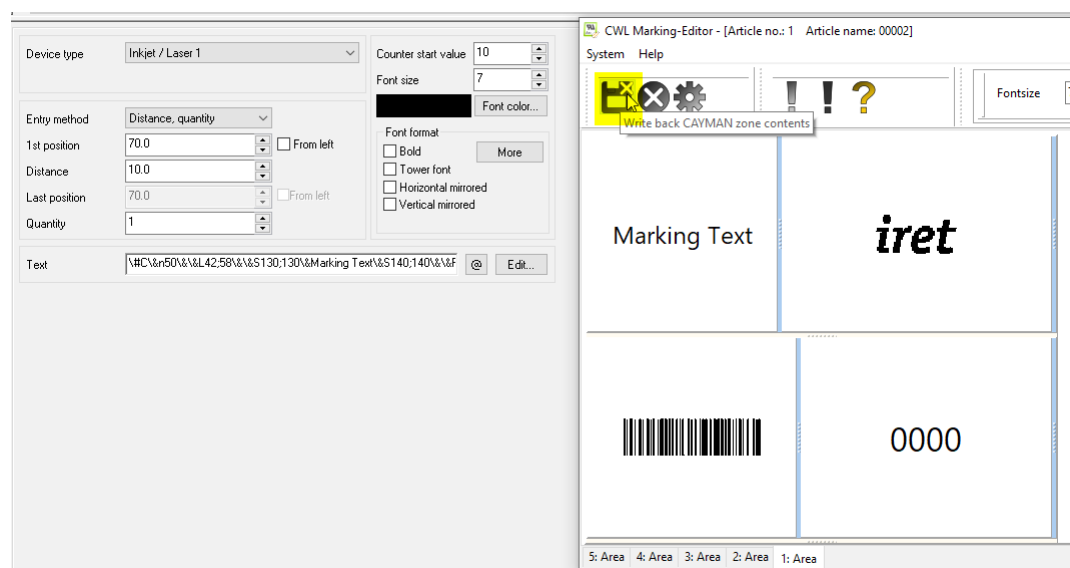 Device type
Inkjet / Laser 1
Entry method
Distance, quantity
1st position
70.0
From left
Distance
10.0
Last position
70.0
From left
Quantity
1
Counter start value
10
Font size
7
Font color...
Font format
Bold
More
Tower font
Horizontal mirrored
Vertical mirrored
Text
\#C\&n50\&\&L42;58\&\&S130;130\&Marking Text\&S140;140\&\&F
@
Edit...
CWL Marking-Editor - [Article no.: 1 Article name: 00002]
System Help
Fontsize
Write back CAYMAN zone contents
Marking Text
iret
0000
5: Area 4: Area 3: Area 2: Area 1: Area